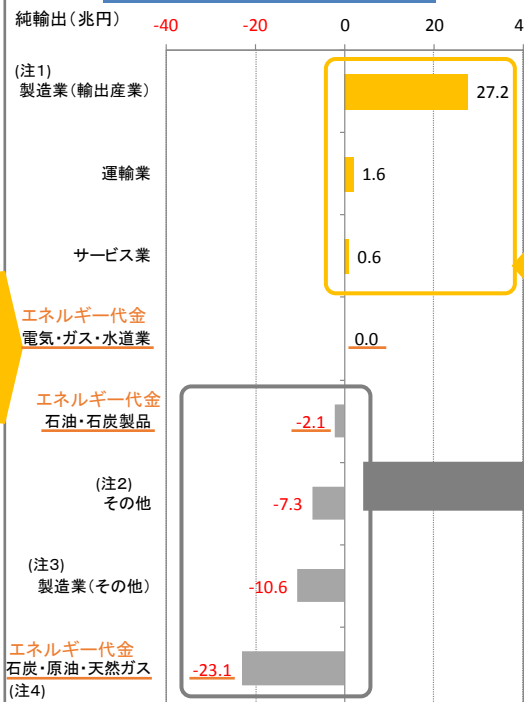 純輸出(兆円)
-40
-20
0
20
4
(注1)
製造業(輸出産業)
27.2
運輸業
1.6
サービス業
0.6
エネルギー代金
電気・ガス・水道業
0.0
エネルギー代金
石油・石炭製品
-2.1
(注2)
その他
-7.3
(注3)
製造業(その他)
-10.6
エネルギー代金
石炭・原油・天然ガス
-23.1
(注4)